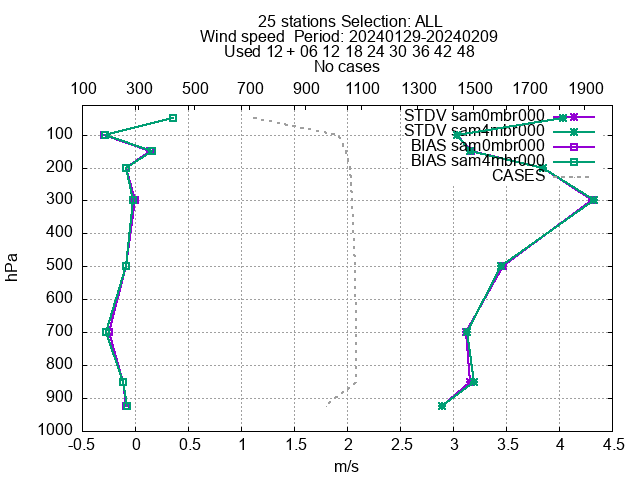 25 stations Selection: ALL
Wind speed  Period: 20240129-20240209
Used 12 + 06 12 18 24 30 36 42 48
No cases
100 300 500 700 900 1000 1100 1400 1500 1700 1900
STDV sam0mbr000
STDV sam4mbr000
BIAS sam0mbr000
BIAS sam4mbr000
CASES
100
200
300
400
500
600
700
800
900
1000
hPa
-0.5 0 0.5 1 1.5 2 2.5 3 3.5 4 4.5
m/s